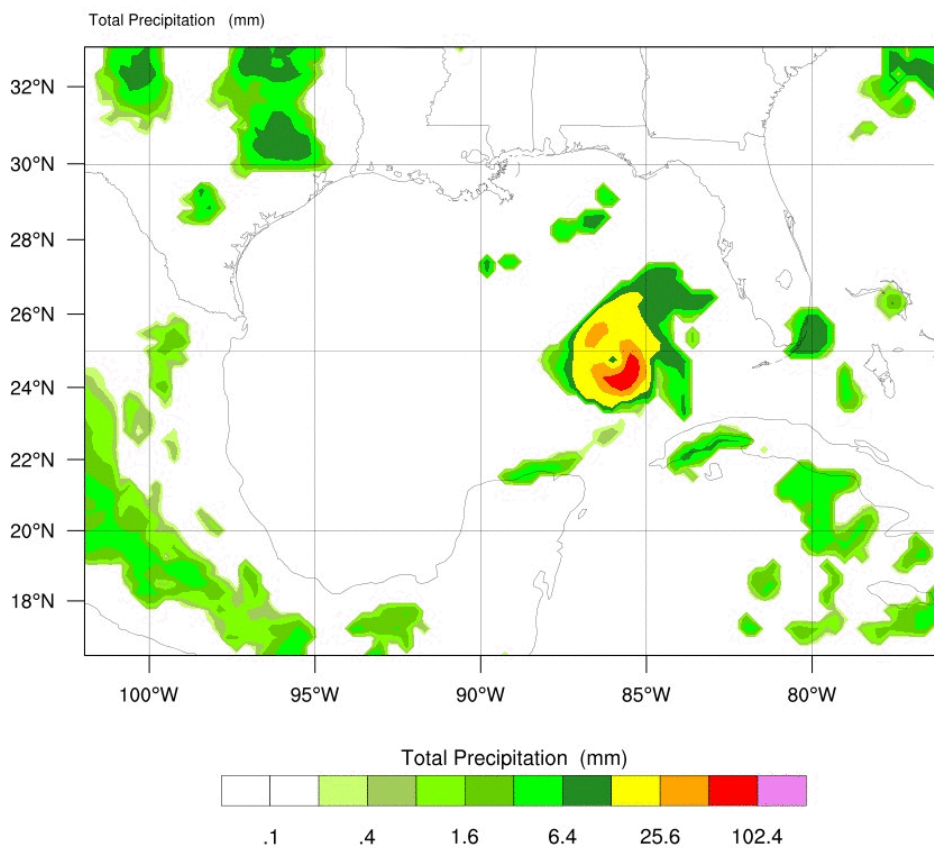 Total Precipitation (mm)
32°N
30°N
28°N
26°N
24°N
22°N
20°N
18°N
100°W 95°W 90°W 85°W 80°W
Total Precipitation (mm)
.1 .4 1.6 6.4 25.6 102.4